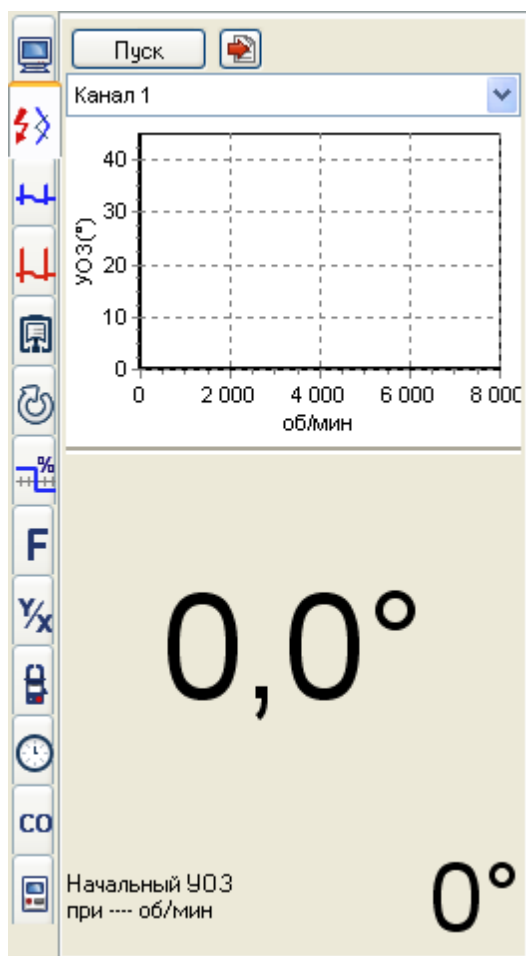 Пуск
Канал 1
УОЗ(°)
40
30
20
10
0
0 2 000 4 000 6 000 8 000
об/мин
%
F
Y/X
CO
0,0°
Начальный УОЗ
при ---- об/мин
0°